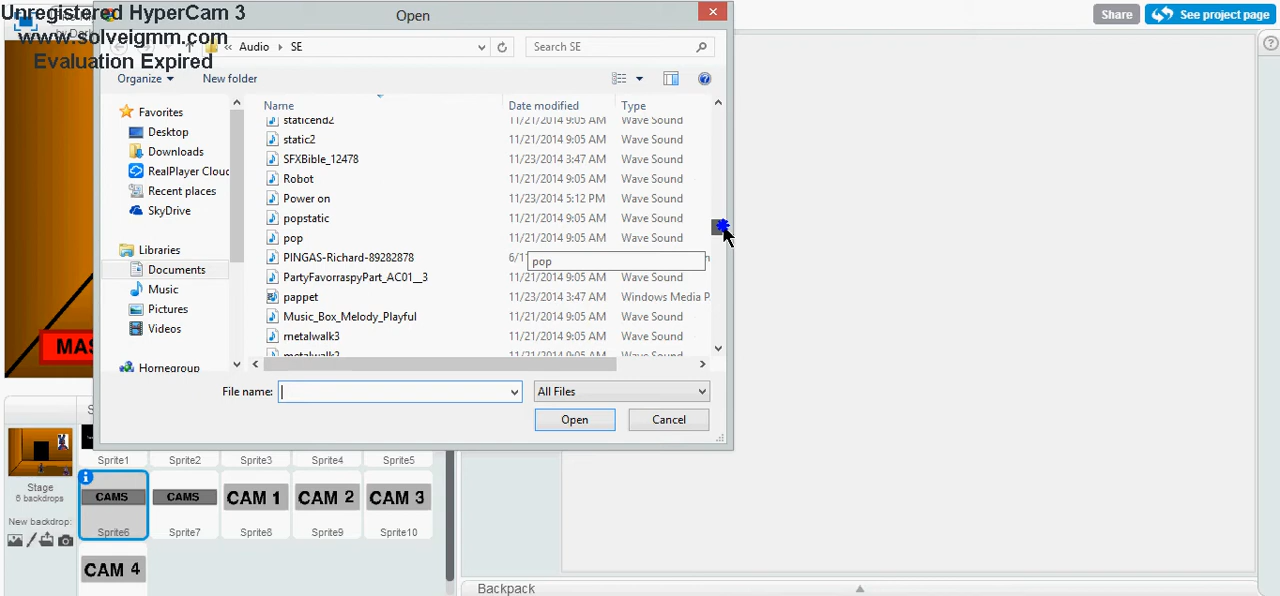 Unregistered HyperCam 3
www.solveigmm.com
Evaluation Expired
Open
Share
See project page
« Audio SE
Search SE
Organize
New folder
Name
Date modified
Type
Favorites
Desktop
Downloads
RealPlayer Cloud
Recent places
SkyDrive
Libraries
Documents
Music
Pictures
Videos
Homegroup
staticend2 11/21/2014 9:05 AM Wave Sound
static2 11/21/2014 9:05 AM Wave Sound
SFXBible_12478 11/23/2014 3:47 AM Wave Sound
Robot 11/21/2014 9:05 AM Wave Sound
Power on 11/23/2014 5:12 PM Wave Sound
popstatic 11/21/2014 9:05 AM Wave Sound
pop 11/21/2014 9:05 AM Wave Sound
PINGAS-Richard-89282878 6/1
pop
PartyFavorraspyPart_AC01__3 11/21/2014 9:05 AM Wave Sound
pappet 11/23/2014 3:47 AM Windows Media P
Music_Box_Melody_Playful 11/21/2014 9:05 AM Wave Sound
metalwalk3 11/21/2014 9:05 AM Wave Sound
metalwalk2
File name:
All Files
Open
Cancel
MAS
Sprite1
Sprite2
Sprite3
Sprite4
Sprite5
Stage
6 backdrops
New backdrop:
CAMS
CAMS
CAM 1
CAM 2
CAM 3
Sprite6
Sprite7
Sprite8
Sprite9
Sprite10
CAM 4
Backpack